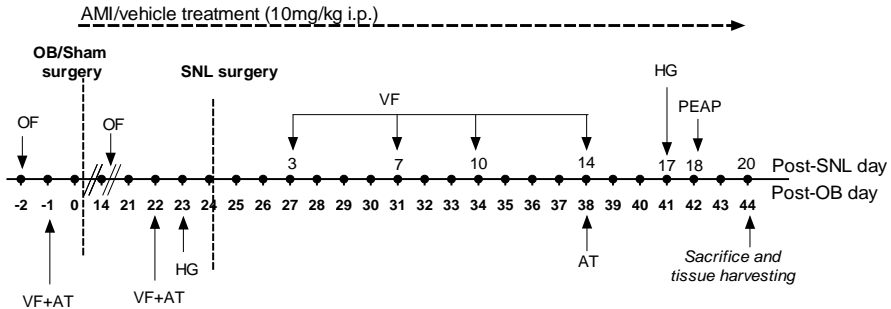 AMI/vehicle treatment (10mg/kg i.p.)
OB/Sham
surgery
SNL surgery
HG
VF
PEAP
OF
OF
3 7 10 14 17 18 20 Post-SNL day
Post-OB day
-2 -1 0 14 21 22 23 24 25 26 27 28 29 30 31 32 33 34 35 36 37 38 39 40 41 42 43 44
HG
AT
Sacrifice and
tissue harvesting
VF+AT
VF+AT